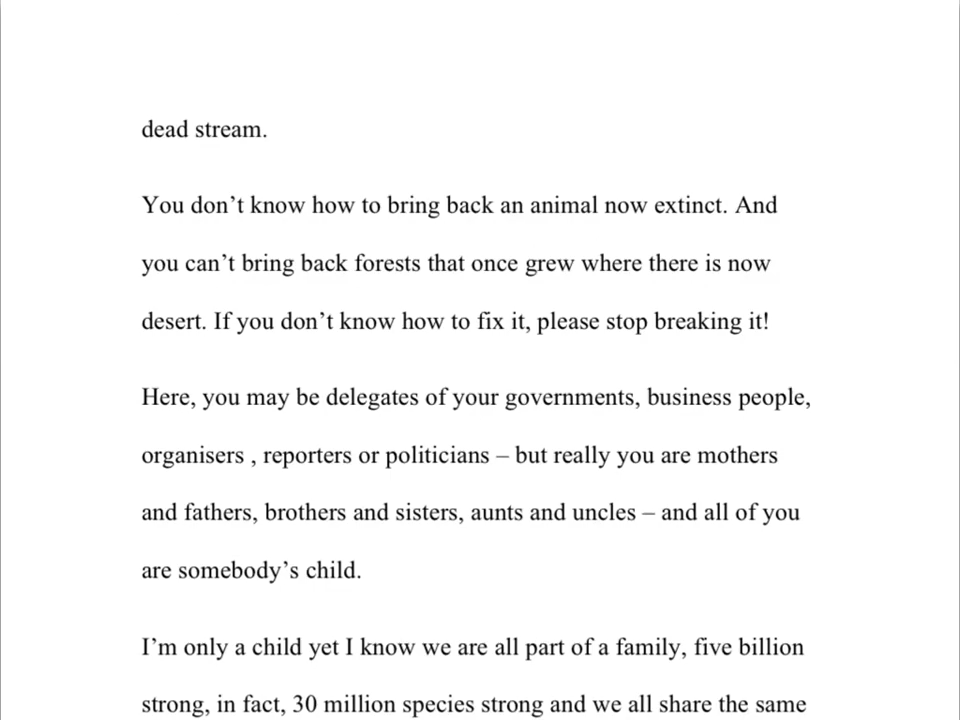 dead stream.
You don’t know how to bring back an animal now extinct. And
you can’t bring back forests that once grew where there is now
desert. If you don’t know how to fix it, please stop breaking it!
Here, you may be delegates of your governments, business people,
organisers , reporters or politicians – but really you are mothers
and fathers, brothers and sisters, aunts and uncles – and all of you
are somebody’s child.
I’m only a child yet I know we are all part of a family, five billion
strong, in fact, 30 million species strong and we all share the same